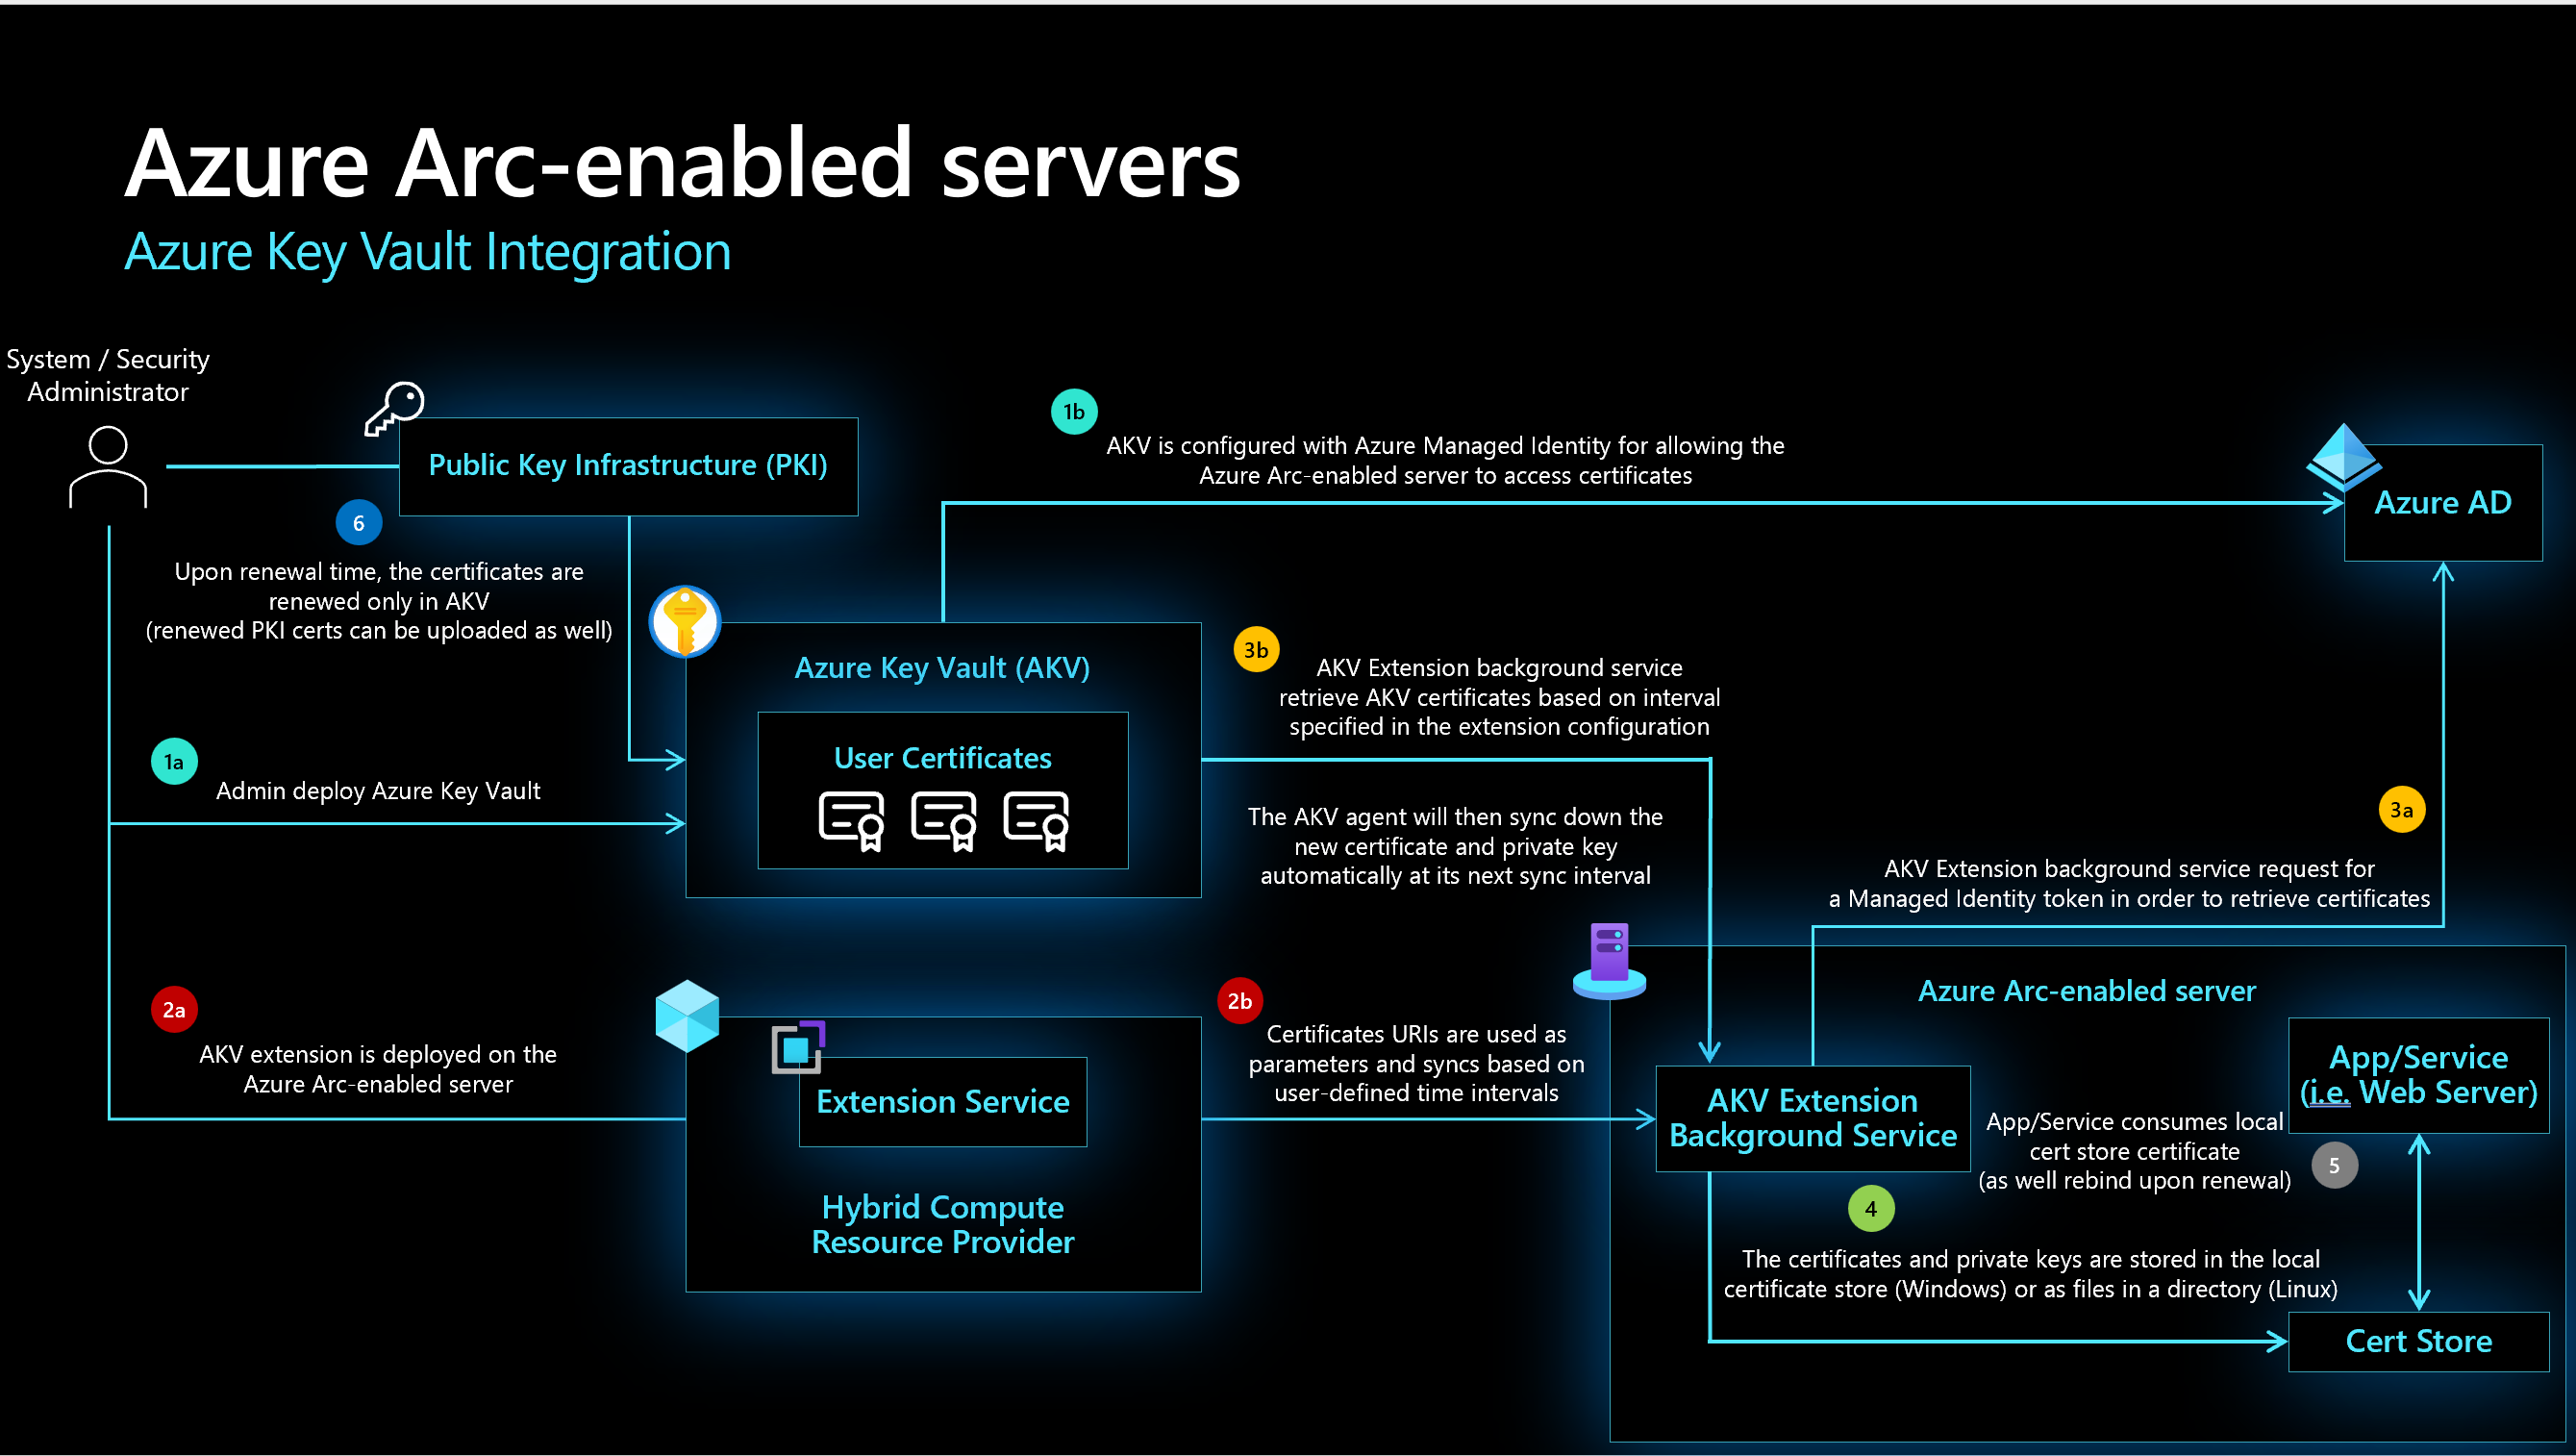 Azure Arc-enabled servers
Azure Key Vault Integration
System / Security
Administrator
Public Key Infrastructure (PKI)
6
Upon renewal time, the certificates are
renewed only in AKV
(renewed PKI certs can be uploaded as well)
1b
AKV is configured with Azure Managed Identity for allowing the
Azure Arc-enabled server to access certificates
Azure AD
Azure Key Vault (AKV)
User Certificates
1a
Admin deploy Azure Key Vault
3b
AKV Extension background service
retrieve AKV certificates based on interval
specified in the extension configuration
The AKV agent will then sync down the
new certificate and private key
automatically at its next sync interval
3a
AKV Extension background service request for
a Managed Identity token in order to retrieve certificates
2a
AKV extension is deployed on the
Azure Arc-enabled server
Extension Service
Hybrid Compute
Resource Provider
2b
Certificates URIs are used as
parameters and syncs based on
user-defined time intervals
Azure Arc-enabled server
AKV Extension
Background Service
App/Service
(i.e. Web Server)
App/Service consumes local
cert store certificate
(as well rebind upon renewal)
5
4
The certificates and private keys are stored in the local
certificate store (Windows) or as files in a directory (Linux)
Cert Store